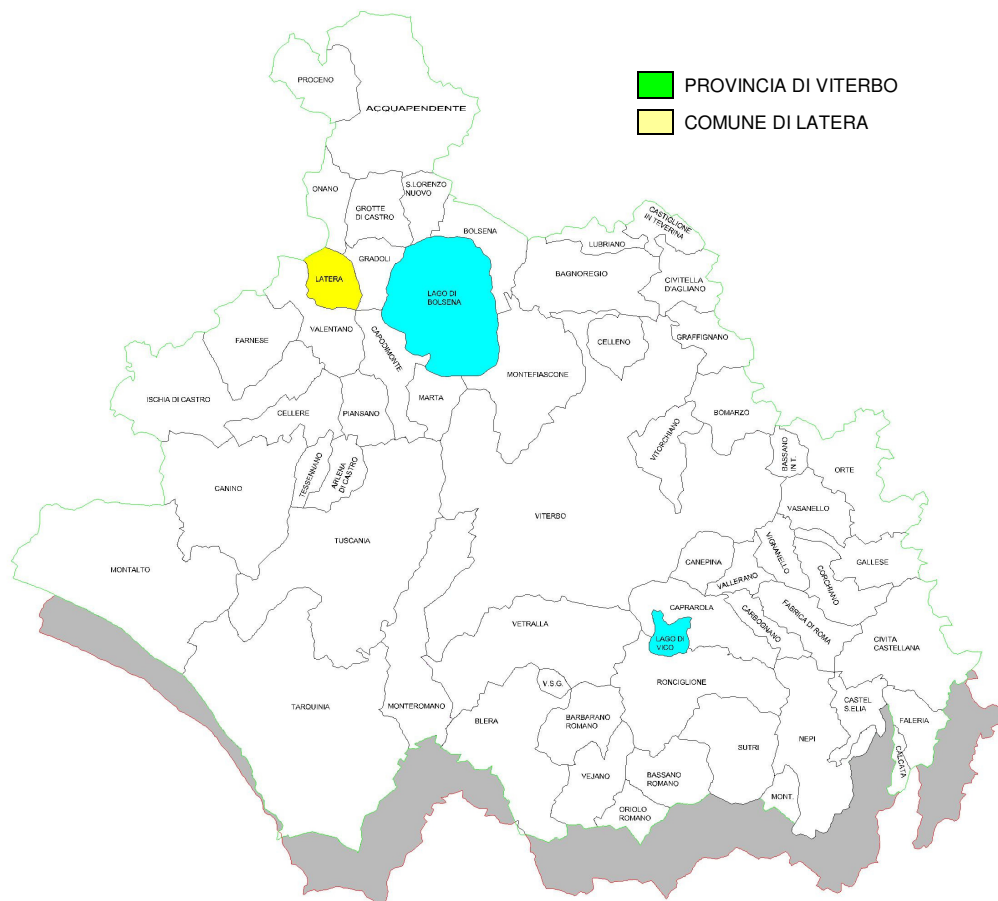 PROVINCIA DI VITERBO
COMUNE DI LATERA
PROCENO
ACQUAPENDENTE
ONANO
S.LORENZO
NUOVO
GROTTE
DI CASTRO
BOLSENA
CASTIGLIONE
IN TEVERINA
LUBRIANO
GRADOLI
BAGNOREGIO
LATERA
CIVITELLA
D'AGLIANO
LAGO DI
BOLSENA
VALENTANO
FARNESE
CAPODIMONTE
CELLENO
GRAFFIGNANO
MONTEFIASCONE
ISCHIA DI CASTRO
CELLERE
PIANSANO
MARTA
BOMARZO
VITORCHIANO
BASSANO
IN T.
ORTE
TESSENNANO
ARLENA
DI CASTRO
CANINO
VASANELLO
VITERBO
TUSCANIA
MONTALTO
CANEPINA
VIGNANELLO
GALLESE
CORCHIANO
VALLERANO
CAPRAROLA
CARBOGNANO
FABRICA DI ROMA
VETRALLA
LAGO DI
VICO
CIVITA
CASTELLANA
V.S.G.
RONCIGLIONE
TARQUINIA
MONTEROMANO
BLERA
BARBARANO
ROMANO
CASTEL
S.ELIA
FALERIA
SUTRI
NEPI
CALCATA
VEJANO
BASSANO
ROMANO
MONT.
ORIOLO
ROMANO